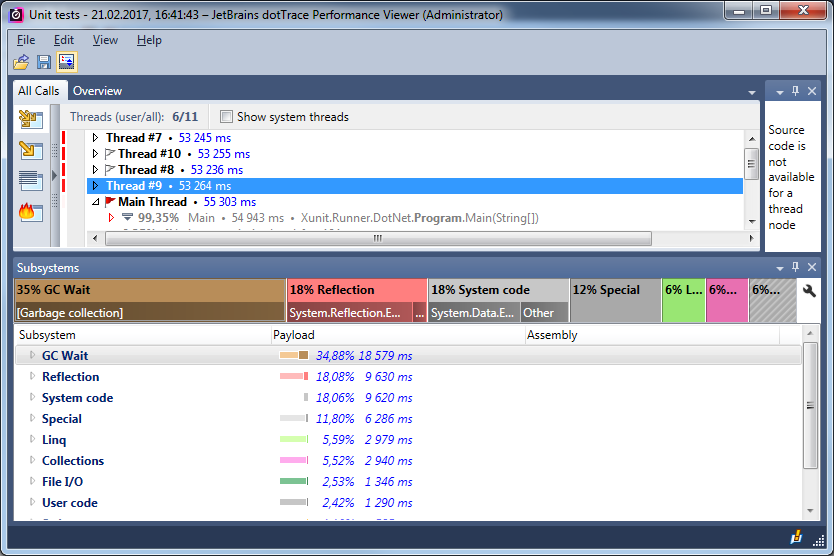 Unit tests - 21.02.2017, 16:41:43 – JetBrains dotTrace Performance Viewer (Administrator)
File Edit View Help
All Calls Overview
Threads (user/all): 6/11 Show system threads
Thread #7 • 53 245 ms
Thread #10 • 53 255 ms
Thread #8 • 53 236 ms
Thread #9 • 53 264 ms
Main Thread • 55 303 ms
99,35% Main • 54 943 ms • Xunit.Runner.DotNet.Program.Main(String[])
Source
code is
not
available
for a
thread
node
Subsystems
35% GC Wait 18% Reflection 18% System code 12% Special 6% L... 6%... 6%...
[Garbage collection] System.Reflection.E... ... System.Data.E... Other
Subsystem Payload Assembly
GC Wait 34,88% 18 579 ms
Reflection 18,08% 9 630 ms
System code 18,06% 9 620 ms
Special 11,80% 6 286 ms
Linq 5,59% 2 979 ms
Collections 5,52% 2 940 ms
File I/O 2,53% 1 346 ms
User code 2,42% 1 290 ms